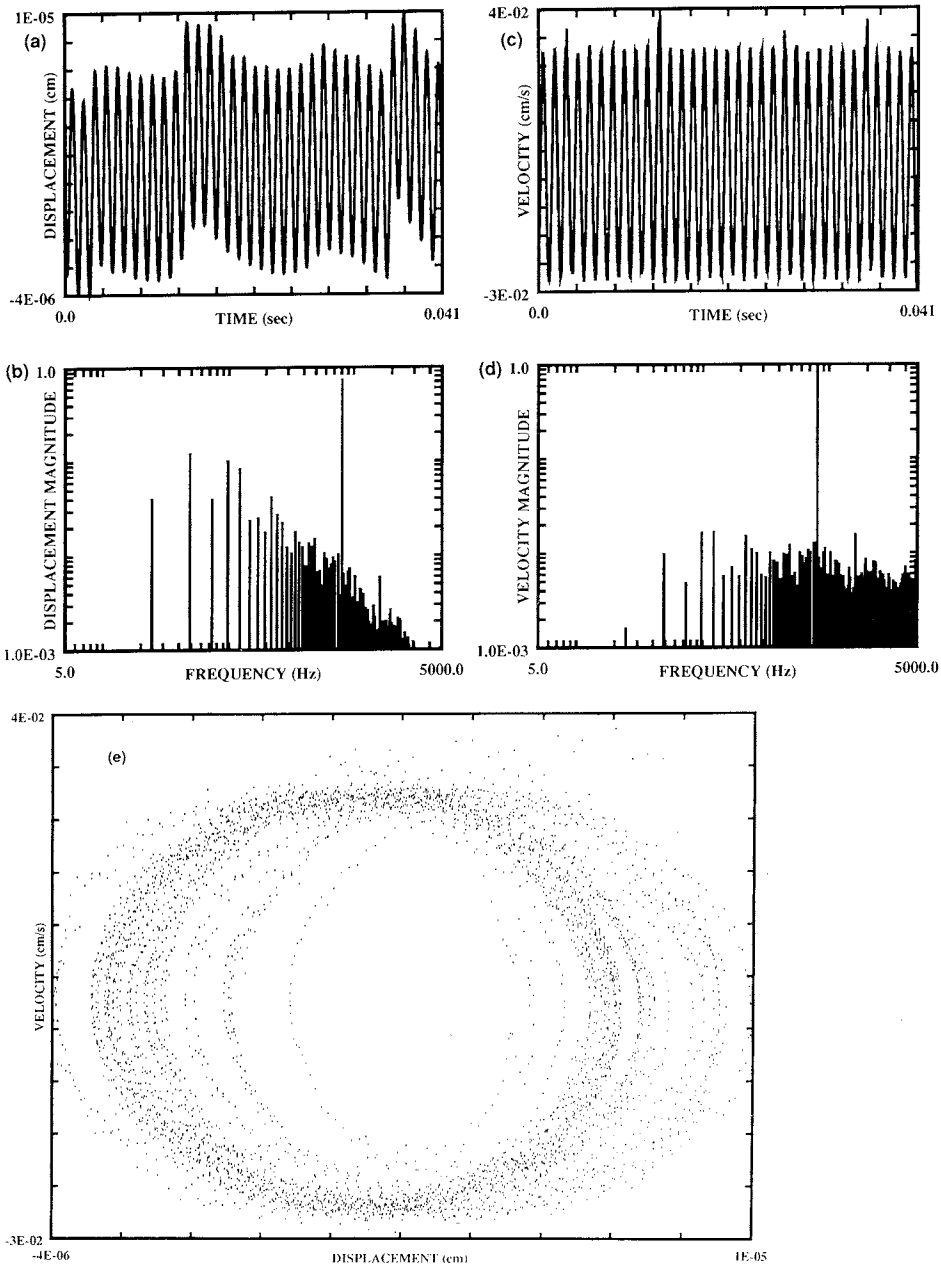 (a)
1E-05
DISPLACEMENT (cm)
-4E-06
0.0
TIME (sec)
0.041
(c)
4E-02
VELOCITY (cm/s)
-3E-02
0.0
TIME (sec)
0.041
(b)
1.0
DISPLACEMENT MAGNITUDE
1.0E-03
5.0
FREQUENCY (Hz)
5000.0
(d)
1.0
VELOCITY MAGNITUDE
1.0E-03
5.0
FREQUENCY (Hz)
5000.0
4E-02
(e)
VELOCITY (cm/s)
-3E-02
-4E-06
DISPLACEMENT (cm)
1E-05